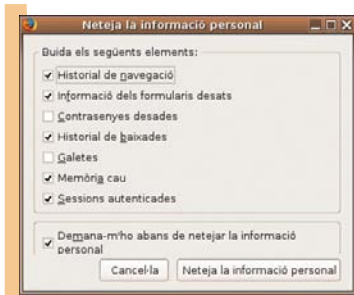 Neteja la informació personal
Buida els següents elements:
Historial de navegació
Informació dels formularis desats
Contrasenyes desades
Historial de baixades
Galetes
Memòria cau
Sessions autenticades
Demana-m'ho abans de netejar la informació
personal
Cancel·la Neteja la informació personal